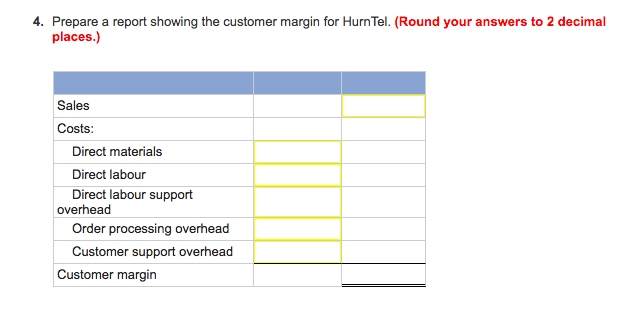 4. Prepare a report showing the customer margin for HurnTel. (Round your answers to 2 decimal
places.)
Sales
Costs:
Direct materials
Direct labour
Direct labour support
overhead
Order processing overhead
Customer support overhead
Customer margin